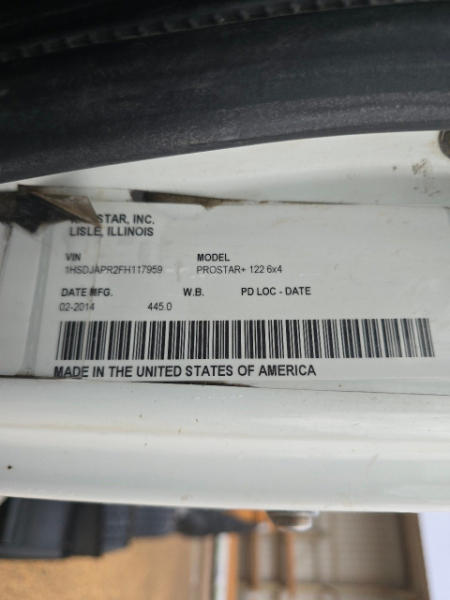 STAR, INC.
LISLE, ILLINOIS
VIN MODEL
1HSDJAPR2FH117959 PROSTAR+ 122 6x4
DATE MFG. W.B. PD LOC - DATE
02-2014 445.0
MADE IN THE UNITED STATES OF AMERICA